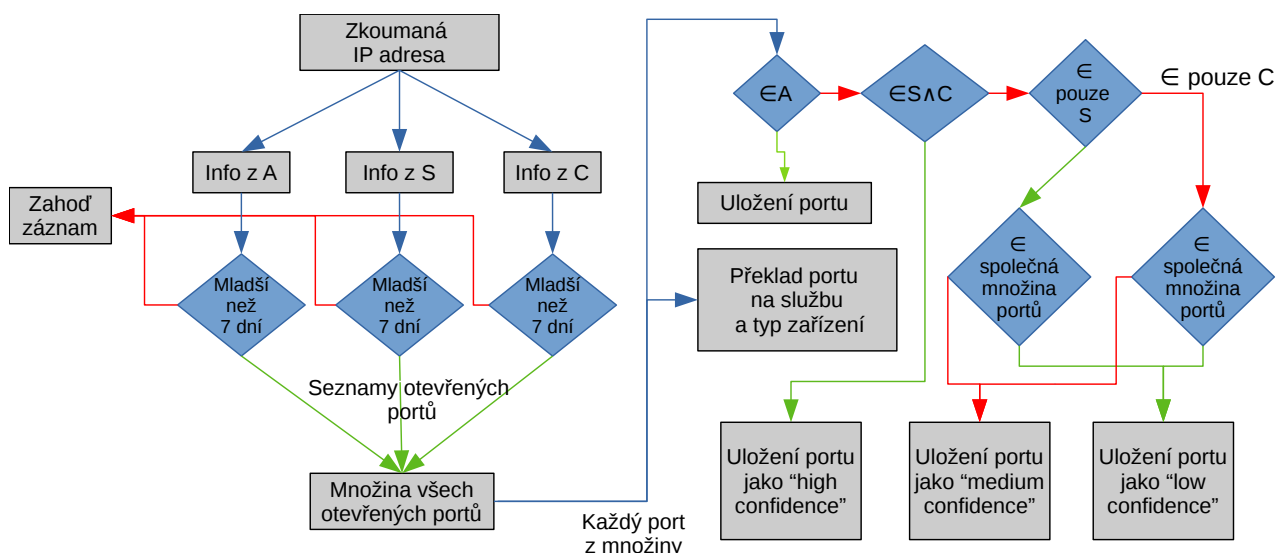 Zkoumaná
IP adresa
Info z A
Info z S
Info z C
Zahoď
záznam
Mladší
než
7 dní
Mladší
než
7 dní
Mladší
než
7 dní
Seznamy otevřených
portů
Množina všech
otevřených portů
Každý port
z množiny
∈A
∈S∧C
∈
pouze
S
∈ pouze C
Uložení portu
Překlad portu
na službu
a typ zařízení
∈
společná
množina
portů
∈
společná
množina
portů
Uložení portu
jako “high
confidence”
Uložení portu
jako “medium
confidence”
Uložení portu
jako “low
confidence”